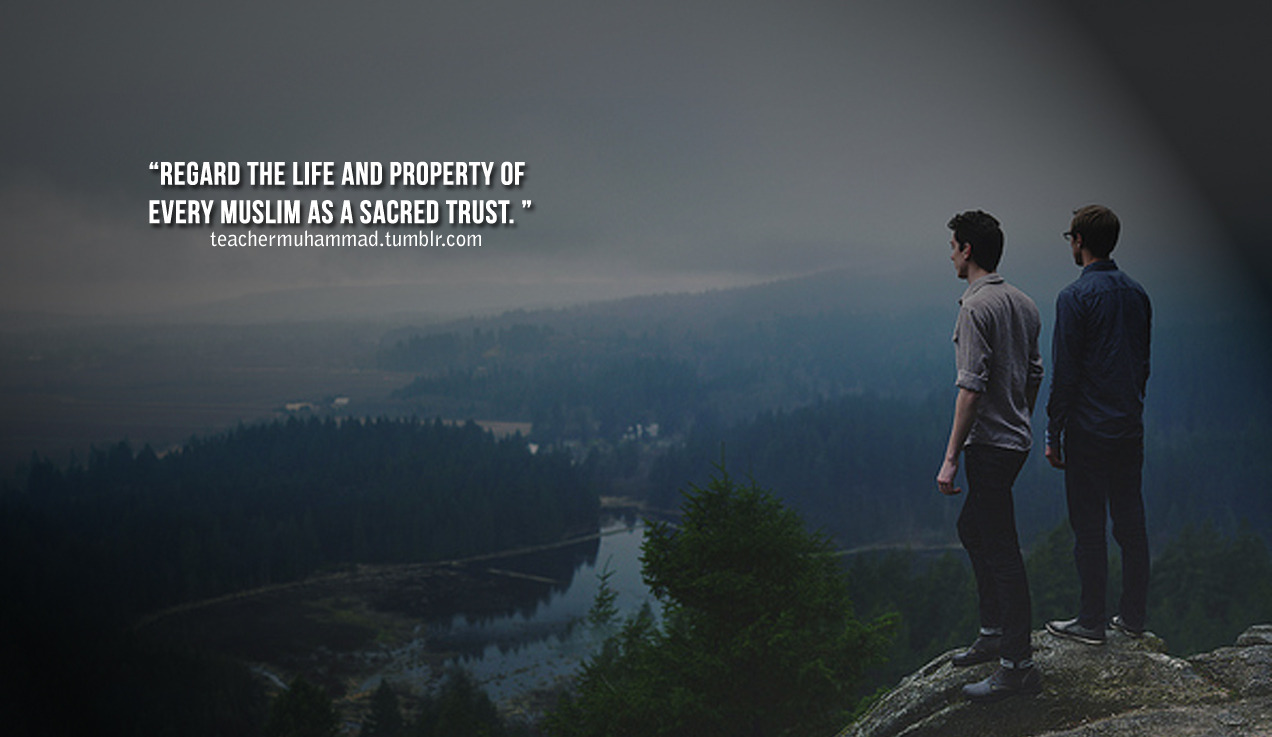 “REGARD THE LIFE AND PROPERTY OF
EVERY MUSLIM AS A SACRED TRUST. ”
teachermuhammad.tumblr.com